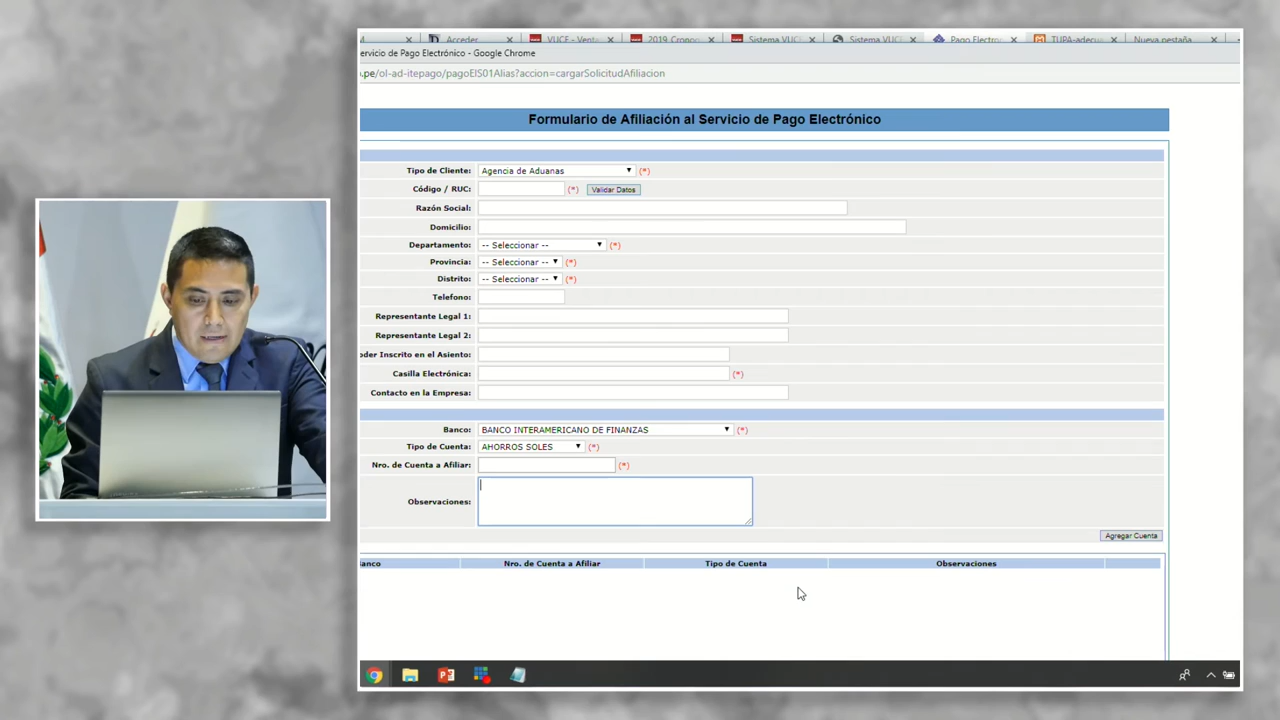 Acceder
VUCE - Venta
2019_Crono
Sistema VUC
Sistema VUC
Pago Electro
TUPA-adecu
Nueva pestaña
ervicio de Pago Electrónico - Google Chrome
.pe/ol-ad-itepago/pagoElS01Alias?accion=cargarSolicitudAfiliacion
Formulario de Afiliación al Servicio de Pago Electrónico
Tipo de Cliente: Agencia de Aduanas (*)
Código / RUC: (*) Validar Datos
Razón Social:
Domicilio:
Departamento: -- Seleccionar -- (*)
Provincia: -- Seleccionar -- (*)
Distrito: -- Seleccionar -- (*)
Telefono:
Representante Legal 1:
Representante Legal 2:
oder Inscrito en el Asiento:
Casilla Electrónica: (*)
Contacto en la Empresa:
Banco: BANCO INTERAMERICANO DE FINANZAS (*)
Tipo de Cuenta: AHORROS SOLES (*)
Nro. de Cuenta a Afiliar: (*)
Observaciones:
Agregar Cuenta
anco Nro. de Cuenta a Afiliar Tipo de Cuenta Observaciones